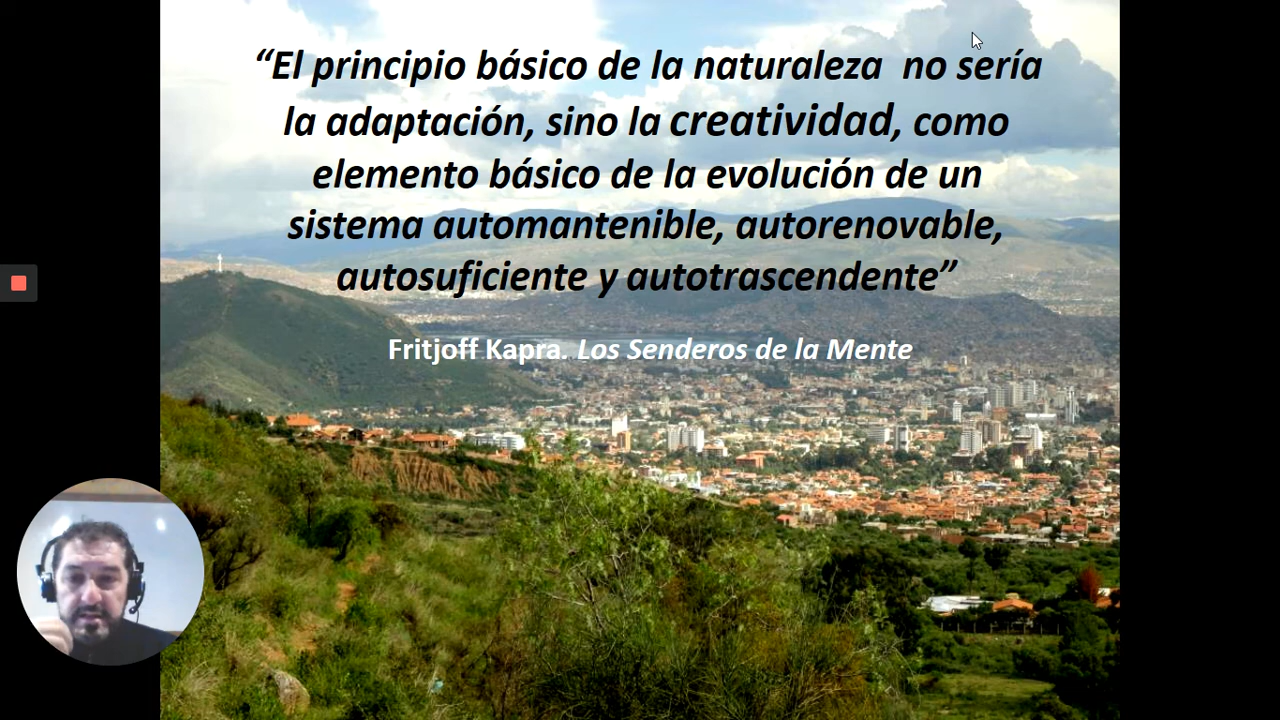 “El principio básico de la naturaleza  no sería
la adaptación, sino la creatividad, como
elemento básico de la evolución de un
sistema automantenible, autorenovable,
autosuficiente y autotrascendente”
Fritjoff Kapra. Los Senderos de la Mente